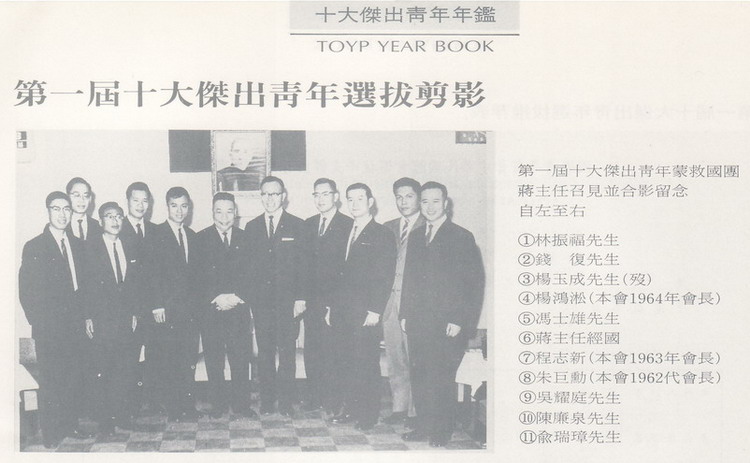 十大傑出靑年年鑑
TOYP YEAR BOOK
第一屆十大傑出靑年選拔剪影
第一屆十大傑出靑年蒙救國團
蔣主任召見並合影留念
自左至右
①林振福先生
②錢　復先生
③楊玉成先生(歿)
④楊鴻淞(本會1964年會長)
⑤馮士雄先生
⑥蔣主任經國
⑦程志新(本會1963年會長)
⑧朱巨勳(本會1962代會長)
⑨吳耀庭先生
⑩陳廉泉先生
⑪兪瑞璋先生